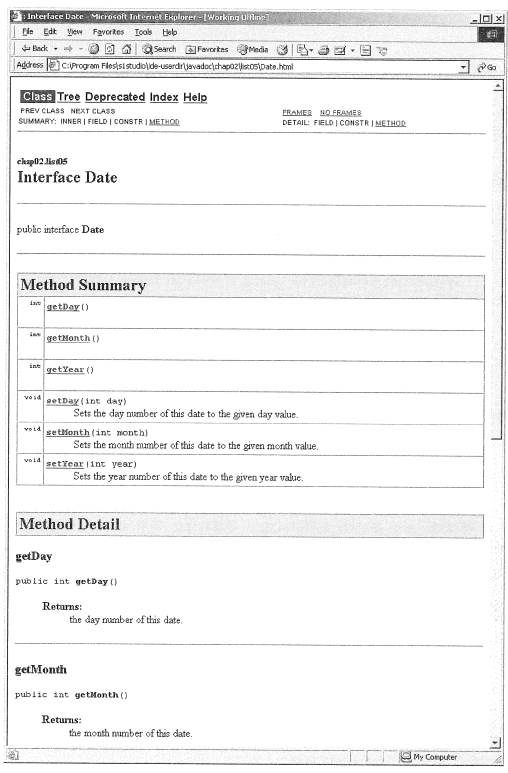 : Interface Date - Microsoft Internet Explorer - [Working Offline]
File Edit View Favorites Tools Help
Back Search Favorites Media
Address C:\Program Files\s1studio\de-userdir\javadoc\chap02\list05\Date.html Go
Class Tree Deprecated Index Help
PREV CLASS NEXT CLASS FRAMES NO FRAMES
SUMMARY: INNER | FIELD | CONSTR | METHOD DETAIL: FIELD | CONSTR | METHOD
chap02.list05
Interface Date
public interface Date
Method Summary
int getDay()
int getMonth()
int getYear()
void setDay(int day)
Sets the day number of this date to the given day value.
void setMonth(int month)
Sets the month number of this date to the given month value.
void setYear(int year)
Sets the year number of this date to the given year value.
Method Detail
getDay
public int getDay()
Returns:
the day number of this date.
getMonth
public int getMonth()
Returns:
the month number of this date.
My Computer